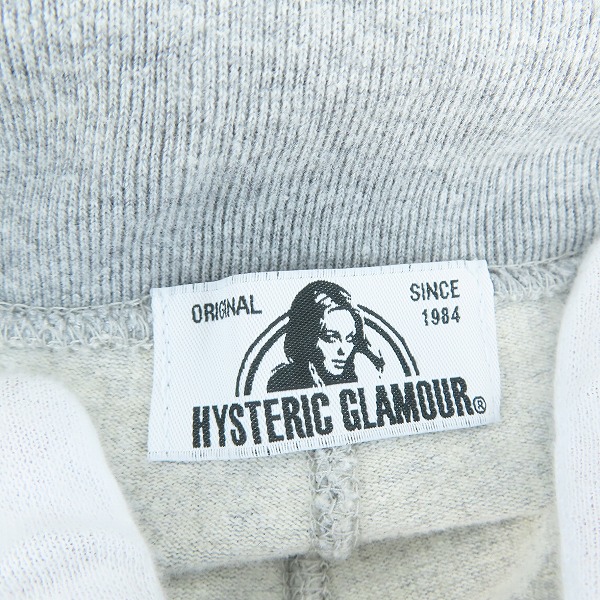 ORIGINAL
SINCE
1984
HYSTERIC GLAMOUR®